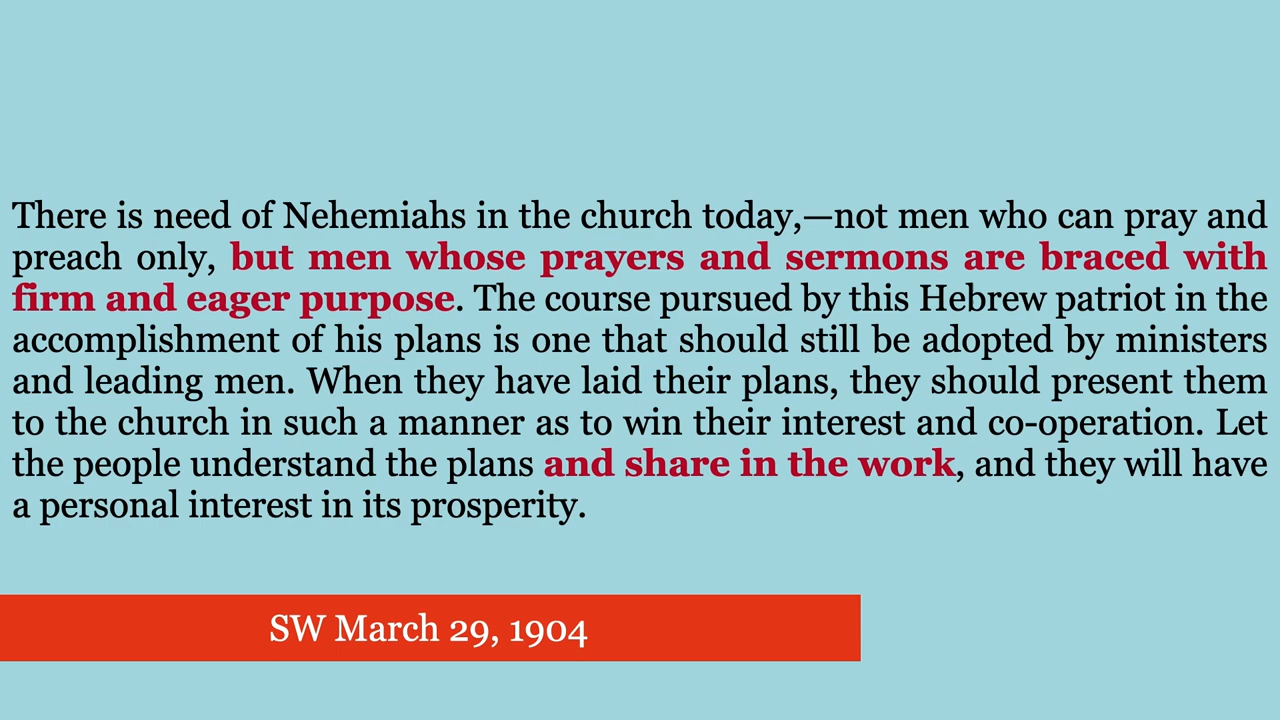 There is need of Nehemiahs in the church today,—not men who can pray and
preach only, but men whose prayers and sermons are braced with
firm and eager purpose. The course pursued by this Hebrew patriot in the
accomplishment of his plans is one that should still be adopted by ministers
and leading men. When they have laid their plans, they should present them
to the church in such a manner as to win their interest and co-operation. Let
the people understand the plans and share in the work, and they will have
a personal interest in its prosperity.
SW March 29, 1904